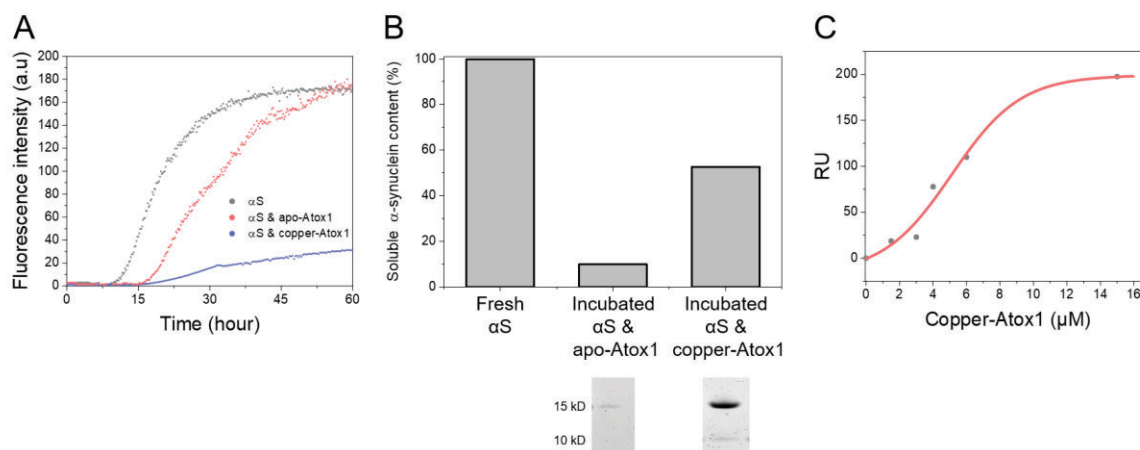 A
Fluorescence intensity (a.u)
200
180
160
140
120
100
80
60
40
20
0
0 15 30 45 60
Time (hour)
αS
αS & apo-Atox1
αS & copper-Atox1
B
Soluble α-synuclein content (%)
100
80
60
40
20
0
Fresh
αS
Incubated
αS &
apo-Atox1
Incubated
αS &
copper-Atox1
15 kD
10 kD
C
RU
200
150
100
50
0
0 2 4 6 8 10 12 14 16
Copper-Atox1 (µM)